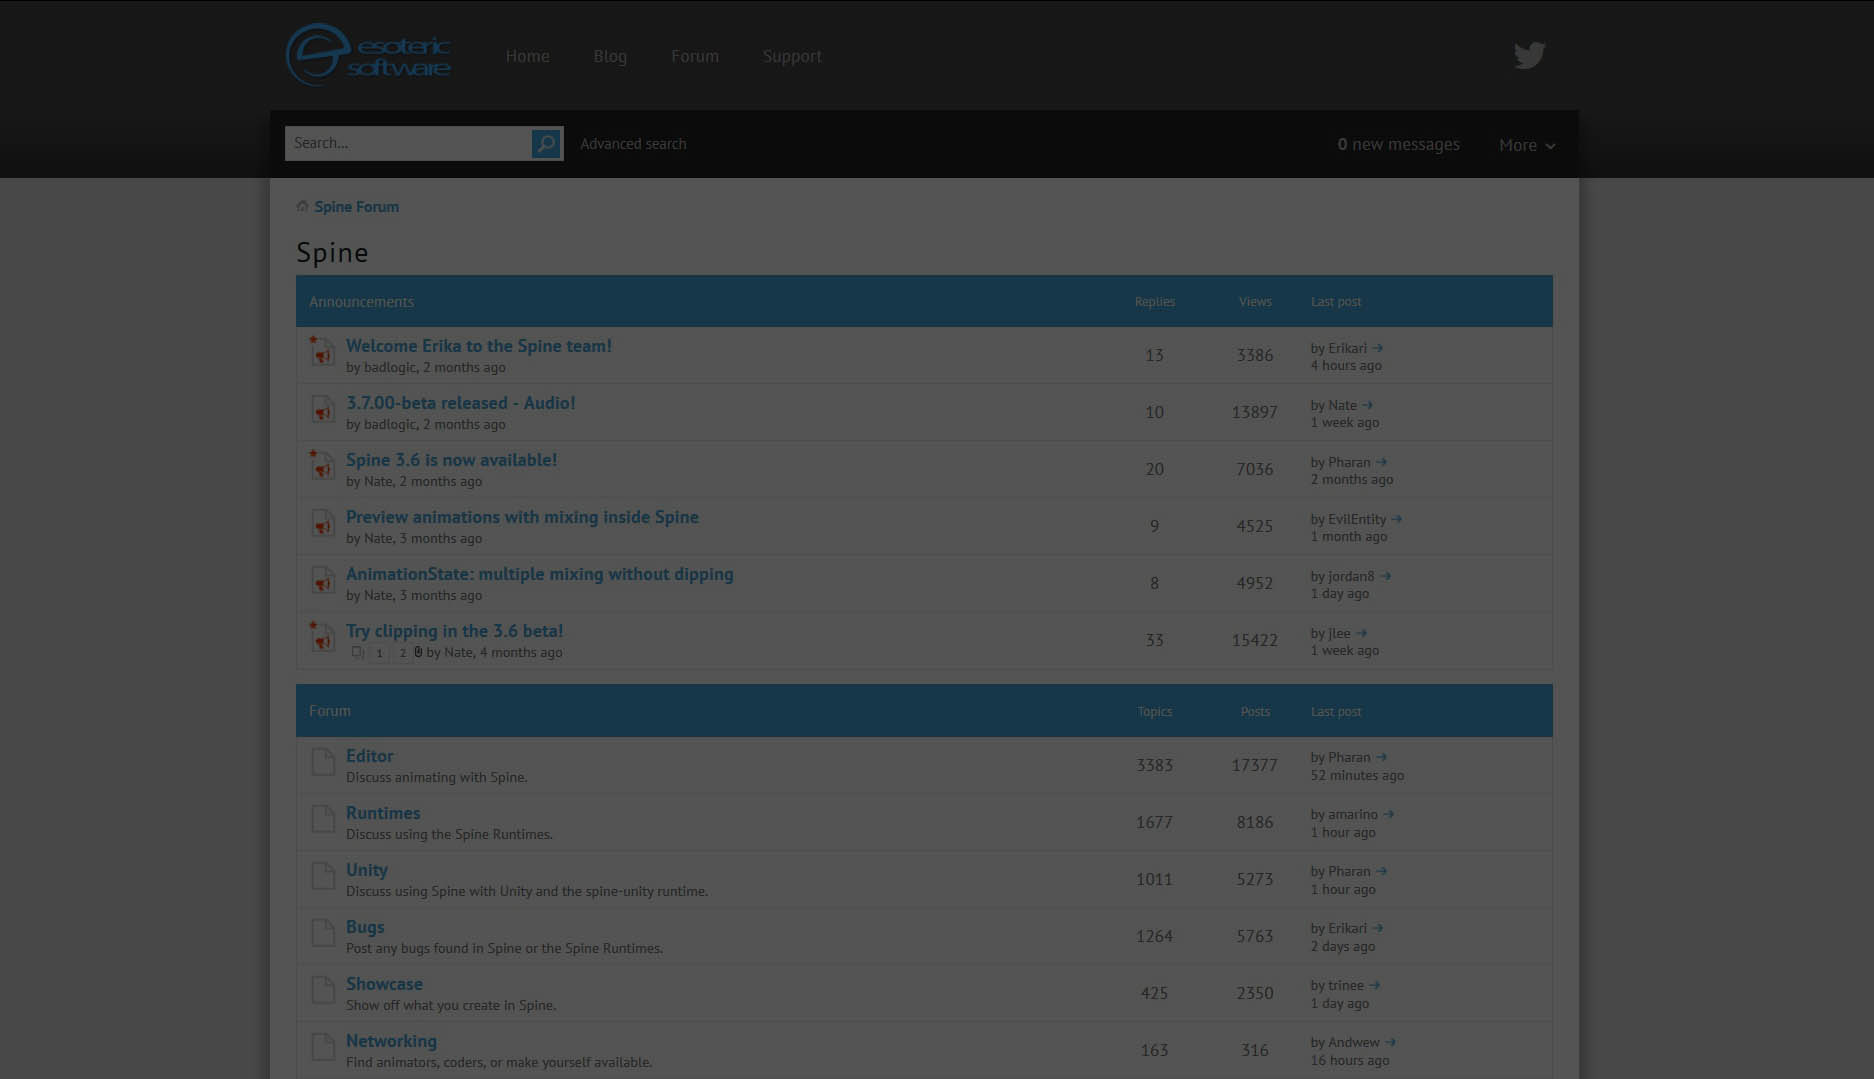 esoteric
software
Home Blog Forum Support
Search... Advanced search 0 new messages More
Spine Forum
Spine
Announcements Replies Views Last post
Welcome Erika to the Spine team! 13 3386 by Erikari
by badlogic, 2 months ago 4 hours ago
3.7.00-beta released - Audio! 10 13897 by Nate
by badlogic, 2 months ago 1 week ago
Spine 3.6 is now available! 20 7036 by Pharan
by Nate, 2 months ago 2 months ago
Preview animations with mixing inside Spine 9 4525 by EvilEntity
by Nate, 3 months ago 1 month ago
AnimationState: multiple mixing without dipping 8 4952 by jordan8
by Nate, 3 months ago 1 day ago
Try clipping in the 3.6 beta! 33 15422 by jlee
1 2 by Nate, 4 months ago 1 week ago
Forum Topics Posts Last post
Editor 3383 17377 by Pharan
Discuss animating with Spine. 52 minutes ago
Runtimes 1677 8186 by amarino
Discuss using the Spine Runtimes. 1 hour ago
Unity 1011 5273 by Pharan
Discuss using Spine with Unity and the spine-unity runtime. 1 hour ago
Bugs 1264 5763 by Erikari
Post any bugs found in Spine or the Spine Runtimes. 2 days ago
Showcase 425 2350 by trinee
Show off what you create in Spine. 1 day ago
Networking 163 316 by Andwew
Find animators, coders, or make yourself available. 16 hours ago